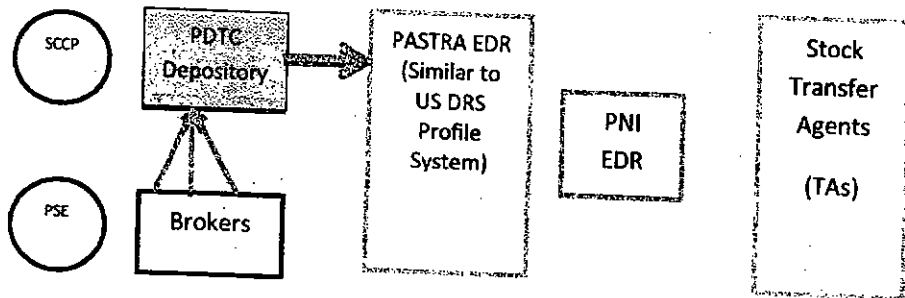 SCCP
PDTC
Depository
PASTRA EDR
(Similar to
US DRS
Profile
System)
PNI
EDR
Stock
Transfer
Agents
(TAs)
PSE
Brokers